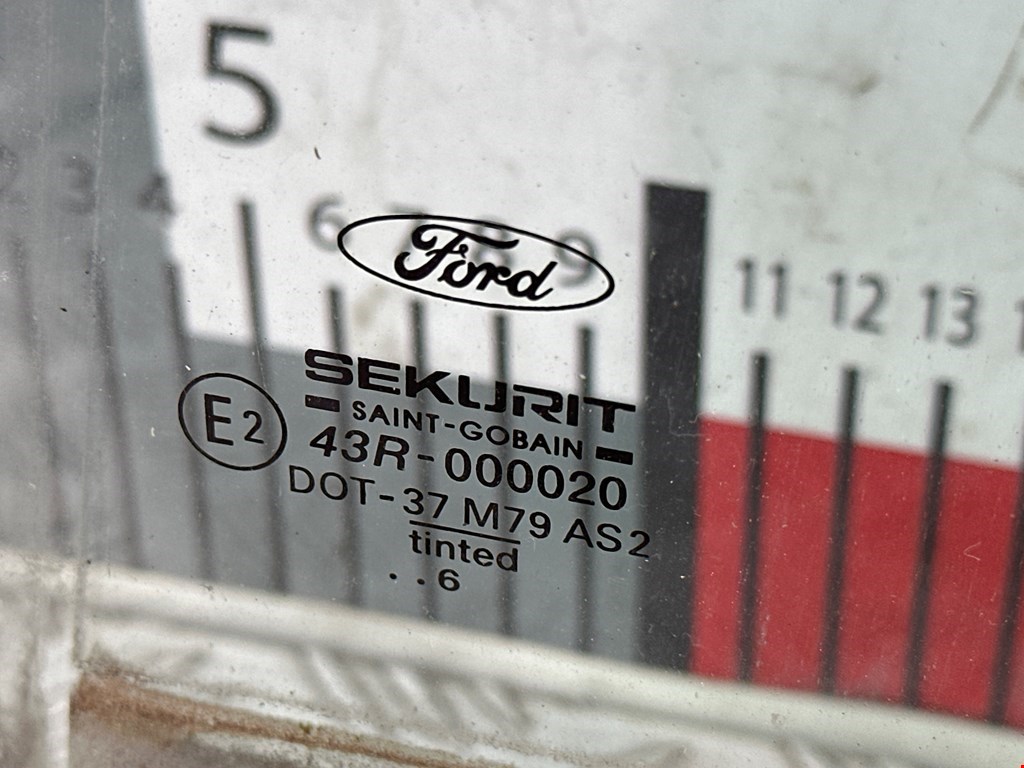 5
2 3 4 6 7 8 9 11 12 13
Ford
SEKURIT
SAINT-GOBAIN
E2
43R-000020
DOT-37 M79 AS2
tinted
. . 6